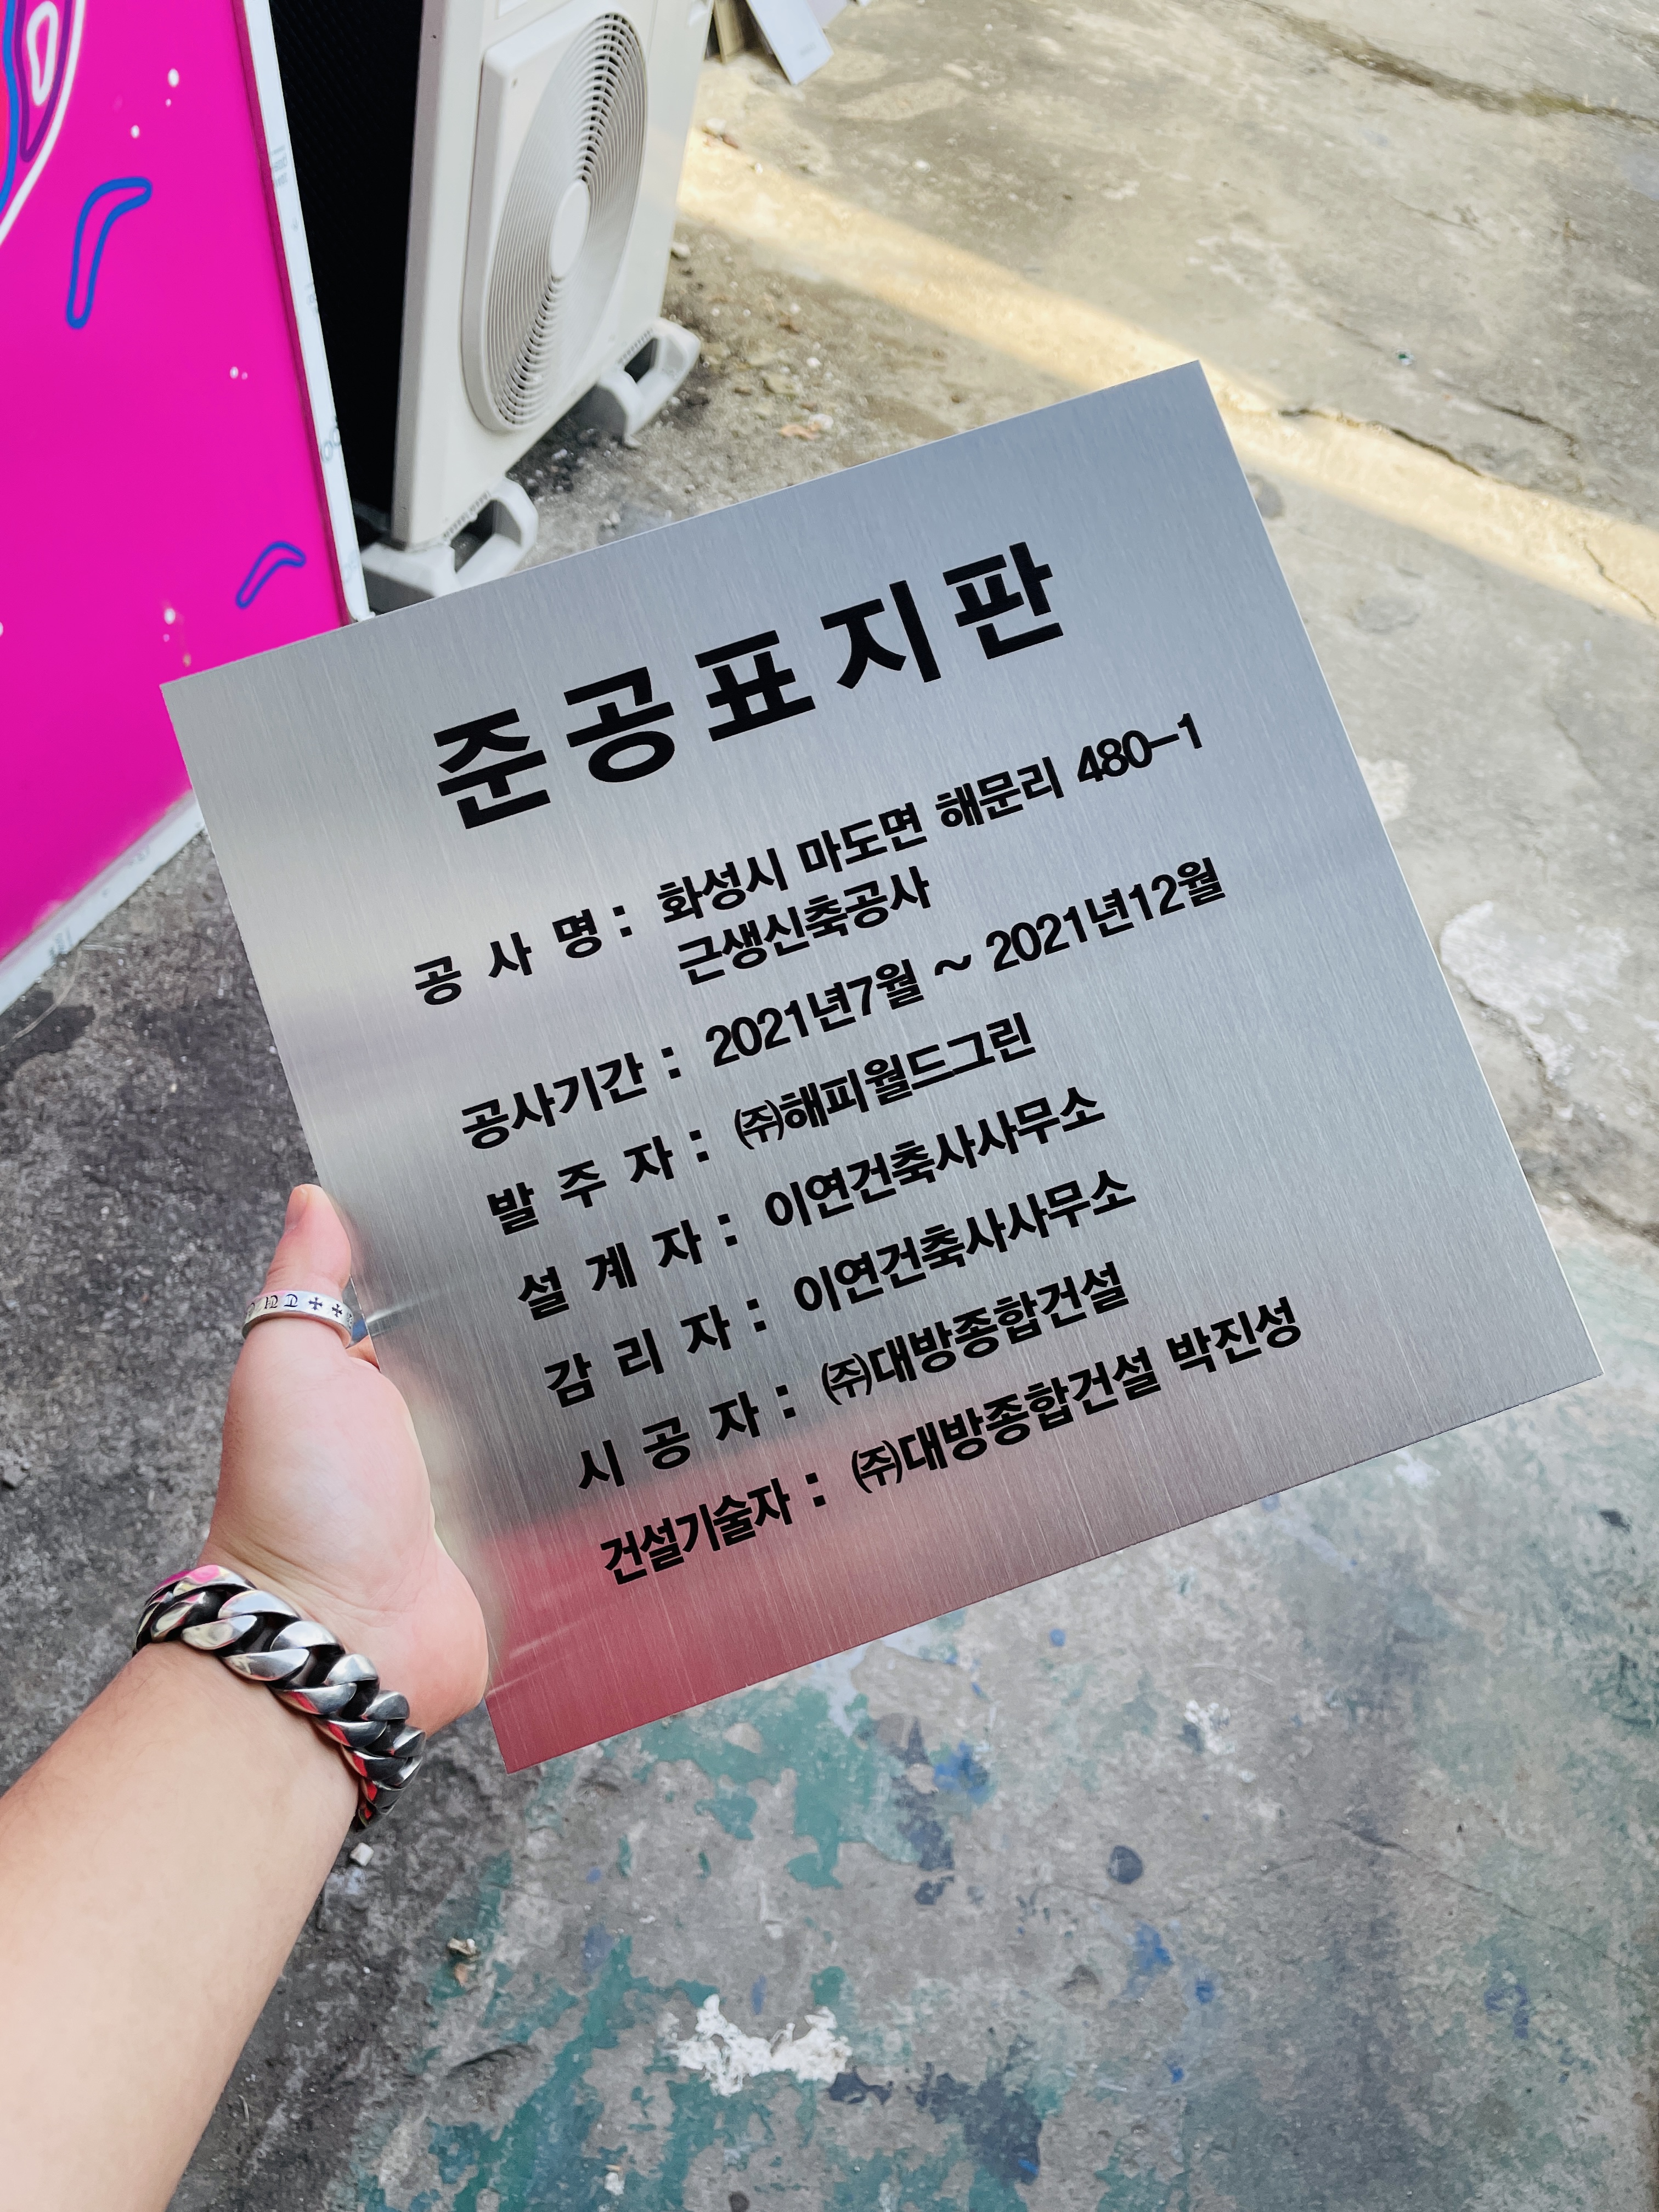 준공표지판
공 사 명 : 화성시 마도면 해문리 480-1
근생신축공사
공사기간 : 2021년7월 ~ 2021년12월
발 주 자 : ㈜해피월드그린
설 계 자 : 이연건축사사무소
감 리 자 : 이연건축사사무소
시 공 자 : ㈜대방종합건설
건설기술자 : ㈜대방종합건설 박진성